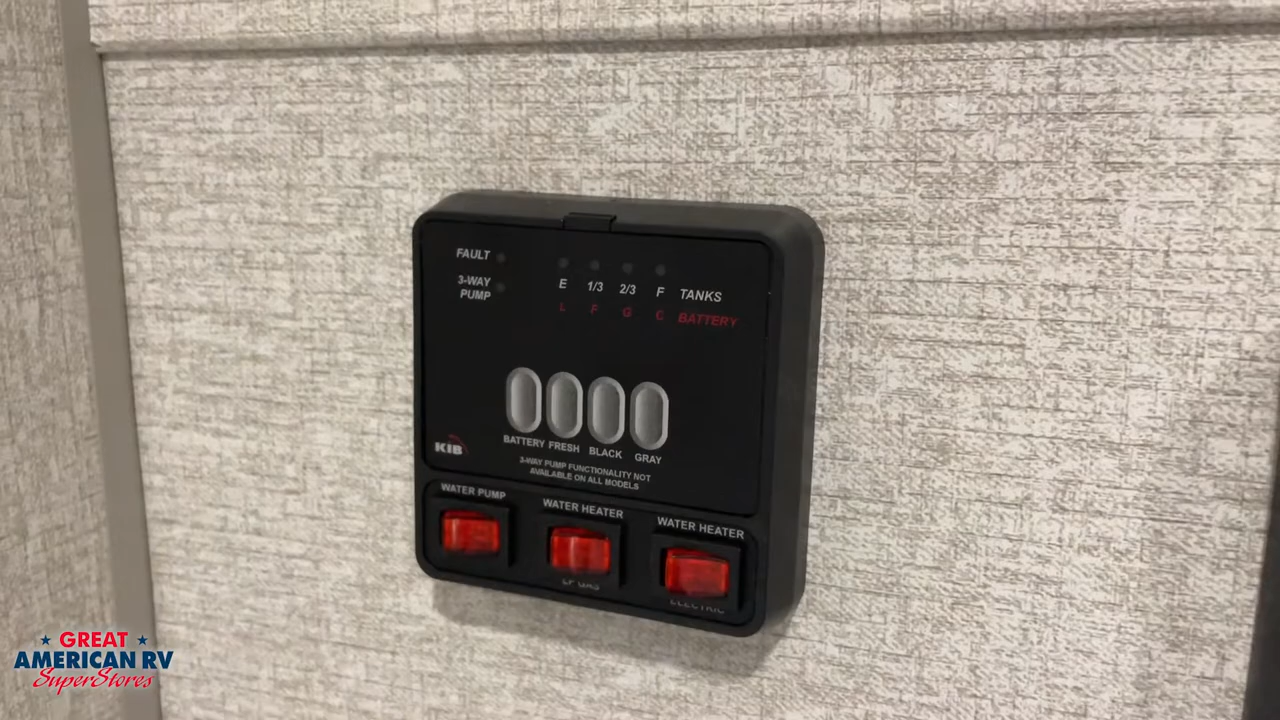 FAULT
3-WAY
PUMP
E 1/3 2/3 F TANKS
L F G C BATTERY
BATTERY FRESH BLACK GRAY
KIB
3-WAY PUMP FUNCTIONALITY NOT
AVAILABLE ON ALL MODELS
WATER PUMP
WATER HEATER
LP GAS
WATER HEATER
ELECTRIC
GREAT
AMERICAN RV
SuperStores